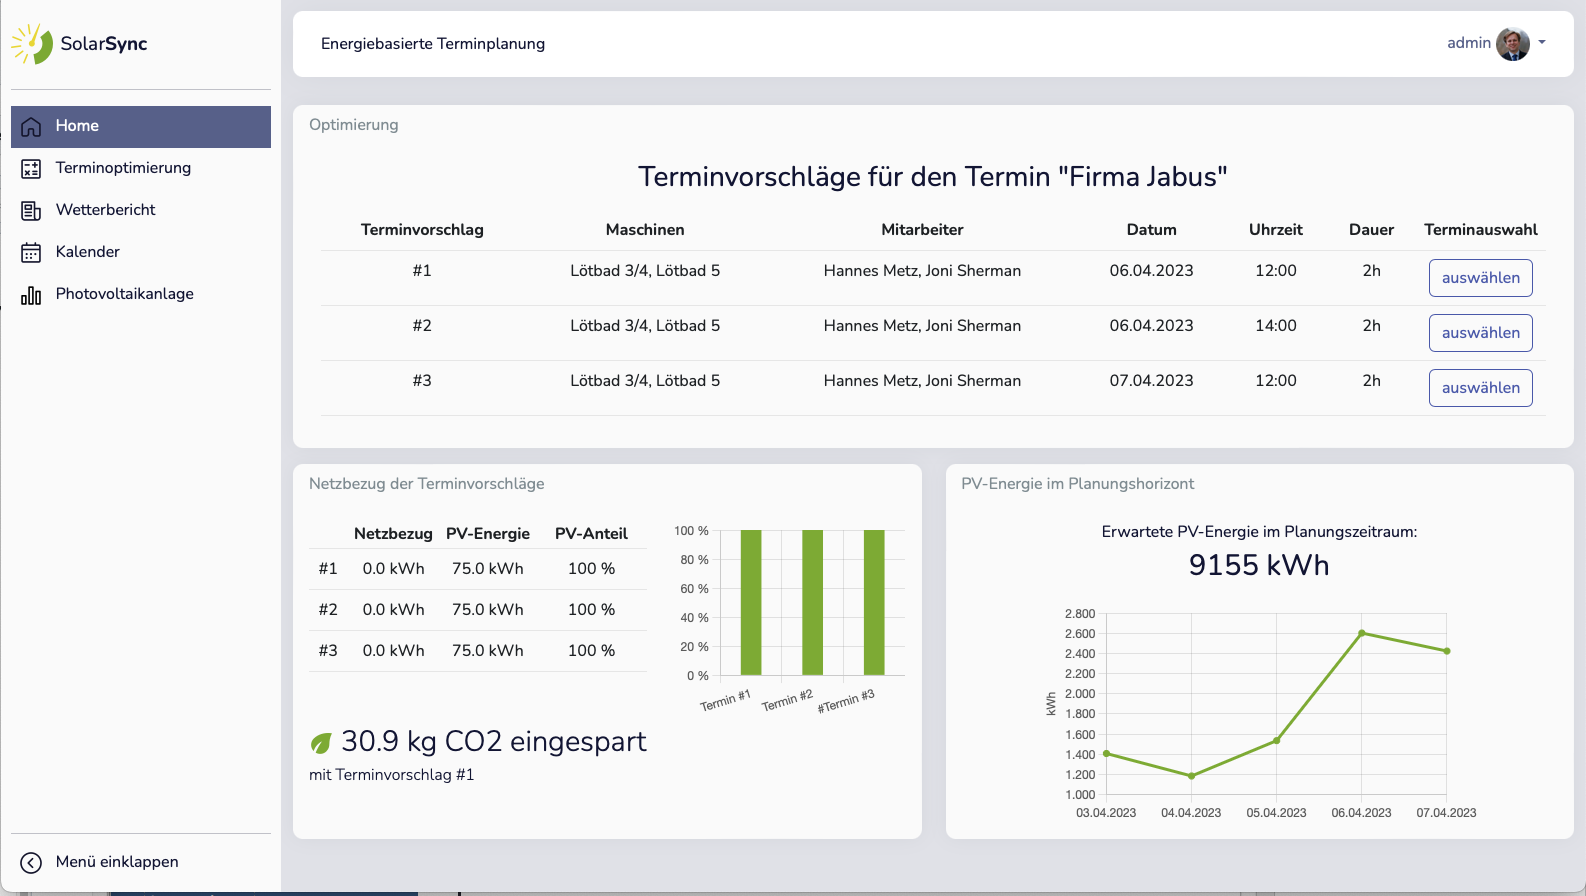 SolarSync
Energiebasierte Terminplanung
admin
Home
Terminoptimierung
Wetterbericht
Kalender
Photovoltaikanlage
Menü einklappen
Optimierung
Terminvorschläge für den Termin "Firma Jabus"
Terminvorschlag Maschinen Mitarbeiter Datum Uhrzeit Dauer Terminauswahl
#1 Lötbad 3/4, Lötbad 5 Hannes Metz, Joni Sherman 06.04.2023 12:00 2h auswählen
#2 Lötbad 3/4, Lötbad 5 Hannes Metz, Joni Sherman 06.04.2023 14:00 2h auswählen
#3 Lötbad 3/4, Lötbad 5 Hannes Metz, Joni Sherman 07.04.2023 12:00 2h auswählen
Netzbezug der Terminvorschläge
Netzbezug PV-Energie PV-Anteil
#1 0.0 kWh 75.0 kWh 100 %
#2 0.0 kWh 75.0 kWh 100 %
#3 0.0 kWh 75.0 kWh 100 %
100 %
80 %
60 %
40 %
20 %
0 %
Termin #1 Termin #2 #Termin #3
30.9 kg CO2 eingespart
mit Terminvorschlag #1
PV-Energie im Planungshorizont
Erwartete PV-Energie im Planungszeitraum:
9155 kWh
2.800
2.600
2.400
2.200
2.000
1.800
1.600
1.400
1.200
1.000
kWh
03.04.2023 04.04.2023 05.04.2023 06.04.2023 07.04.2023